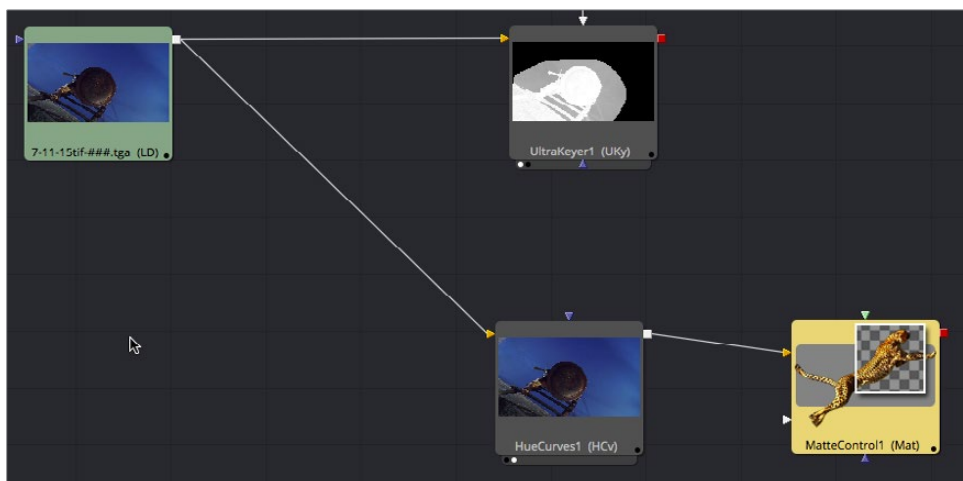 7-11-15tif-###.tga (LD)
UltraKeyer1 (UKy)
HueCurves1 (HCv)
MatteControl1 (Mat)